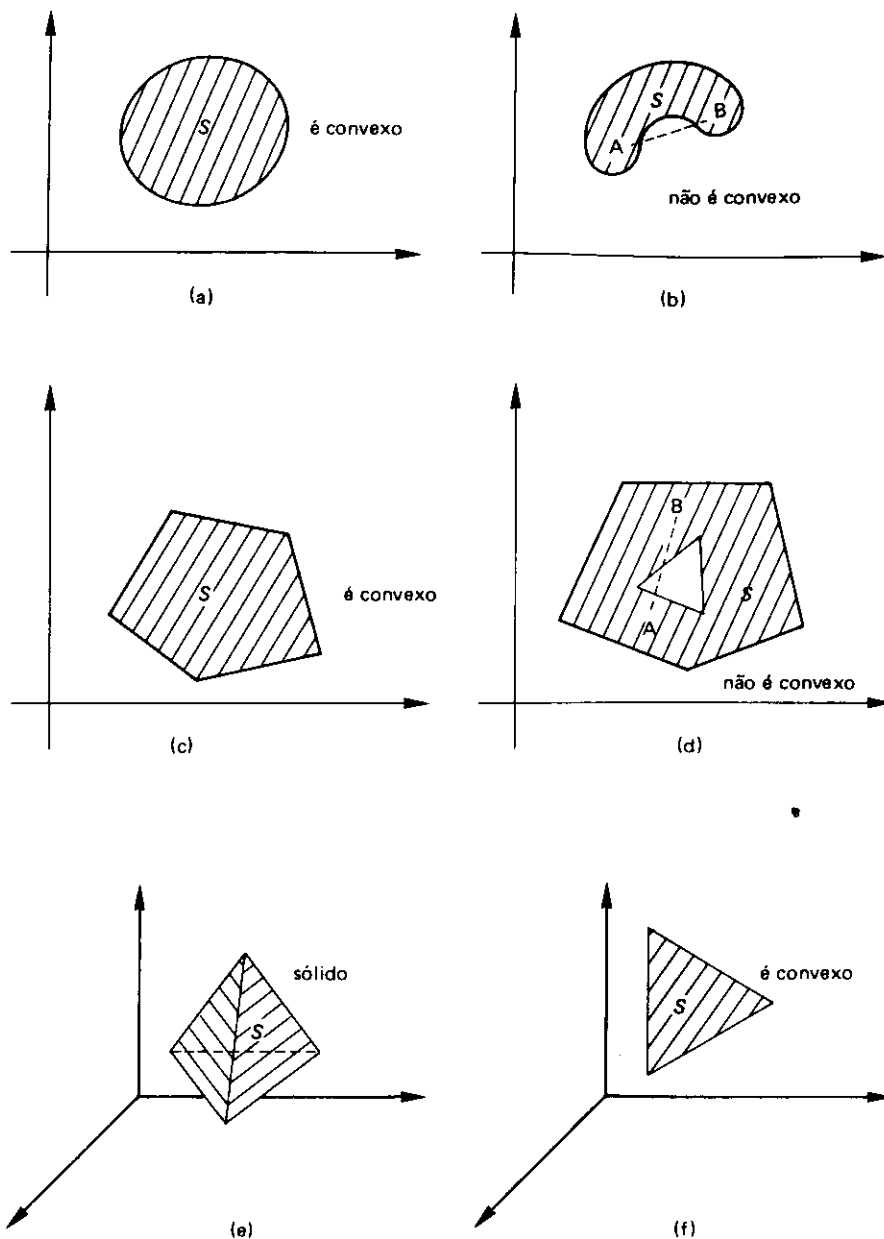 S
é convexo
(a)
S
B
A
não é convexo
(b)
S
é convexo
(c)
B
S
A
não é convexo
(d)
sólido
S
(e)
é convexo
S
(f)